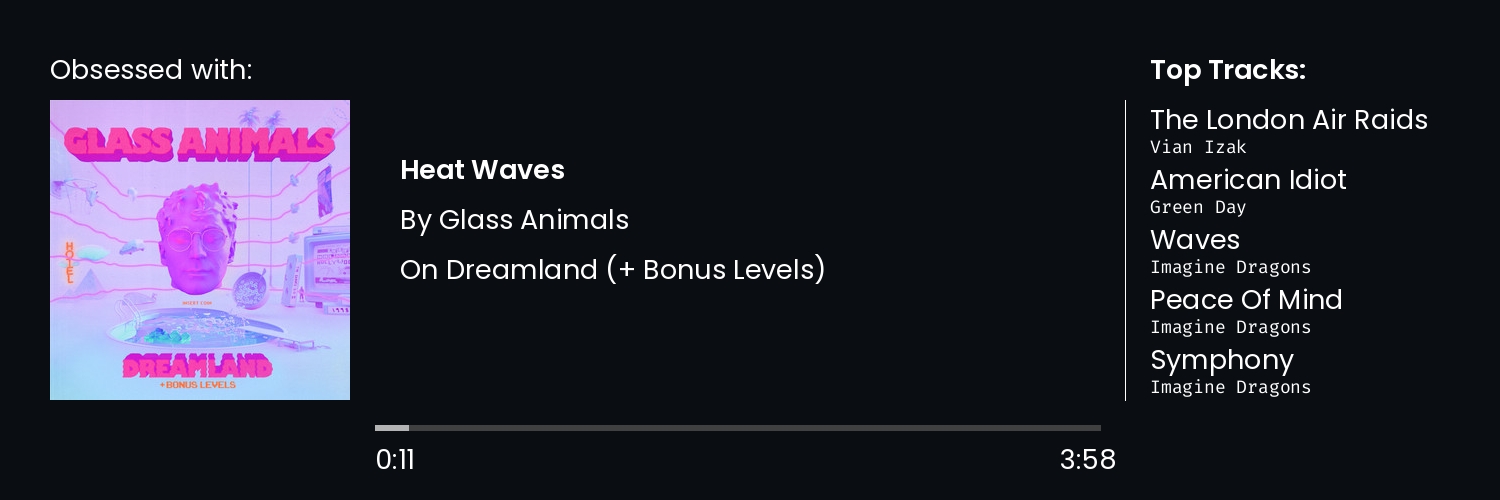 Obsessed with:
GLASS ANIMALS
HOTEL
1998
DREAMLAND
+BONUS LEVELS
Heat Waves
By Glass Animals
On Dreamland (+ Bonus Levels)
0:11
3:58
Top Tracks:
The London Air Raids
Vian Izak
American Idiot
Green Day
Waves
Imagine Dragons
Peace Of Mind
Imagine Dragons
Symphony
Imagine Dragons